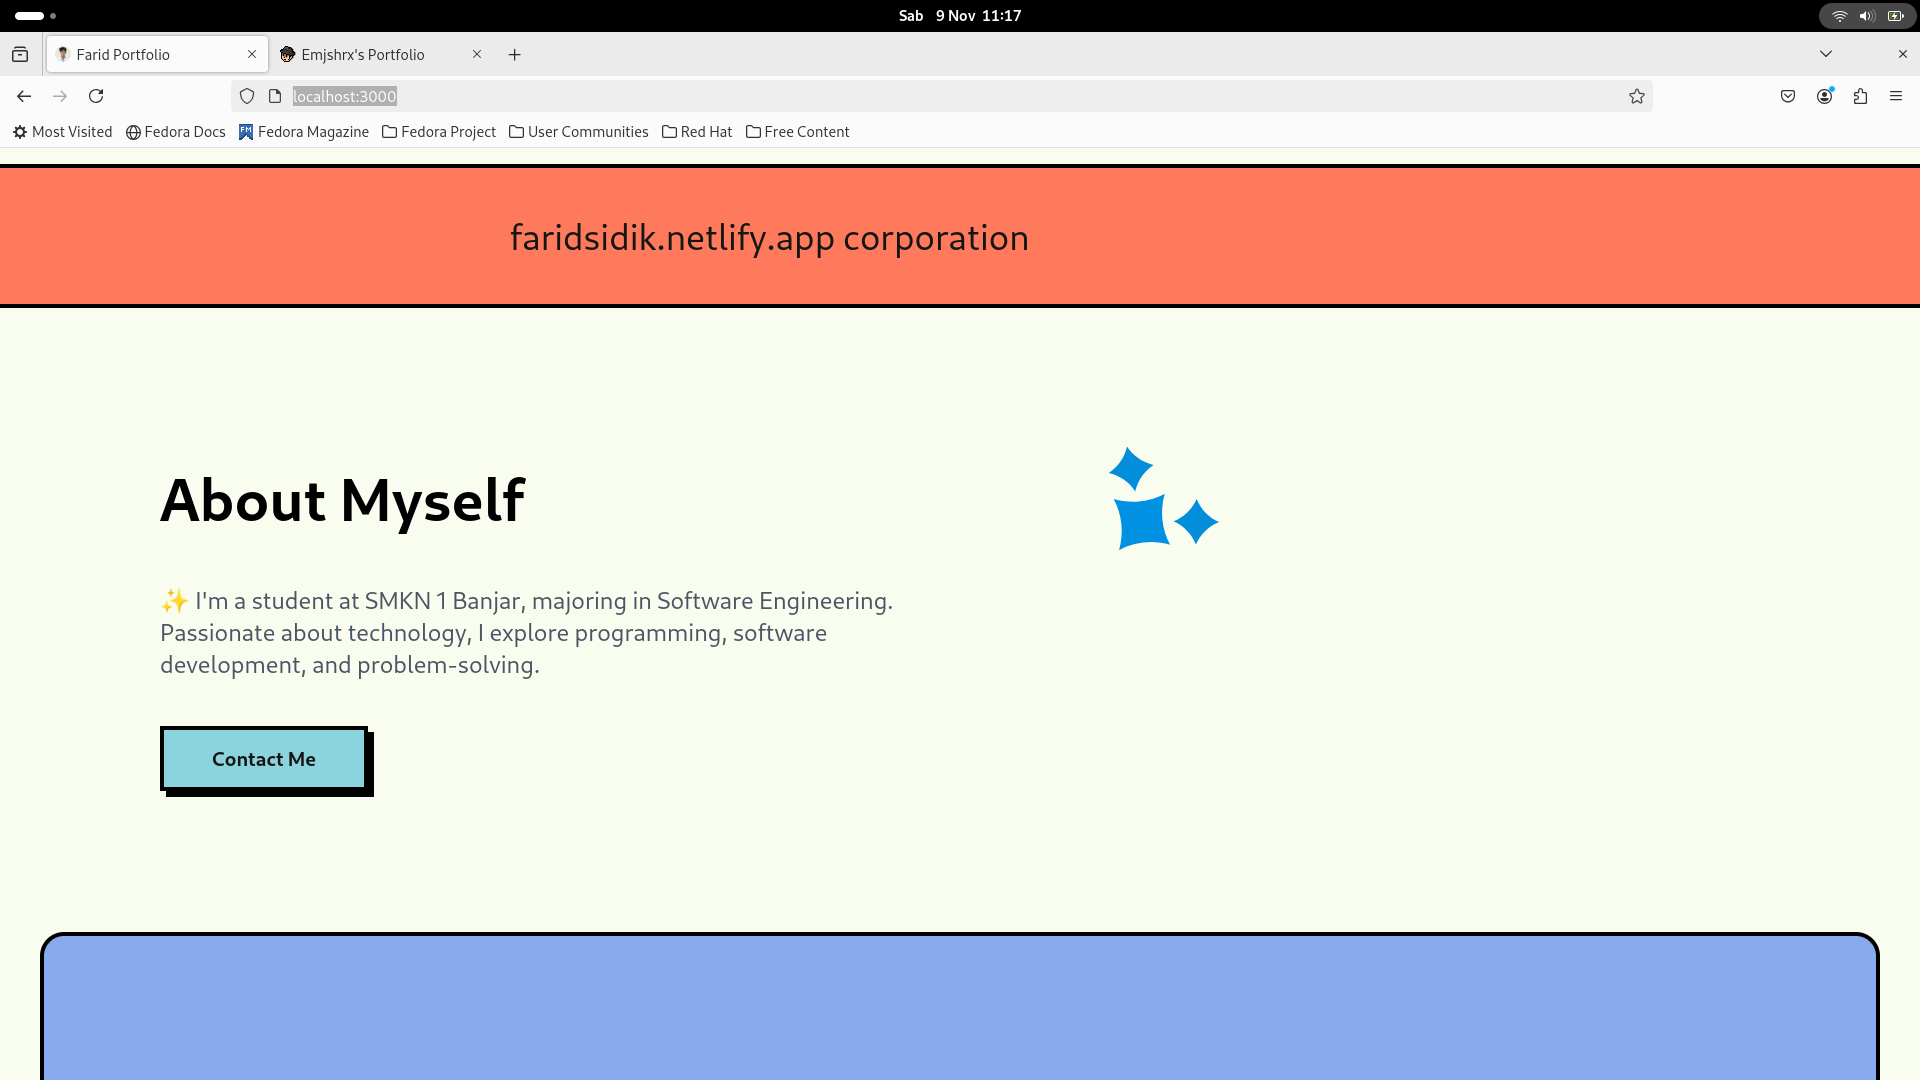 Sab 9 Nov 11:17
Farid Portfolio
Emjshrx's Portfolio
localhost:3000
Most Visited Fedora Docs Fedora Magazine Fedora Project User Communities Red Hat Free Content
faridsidik.netlify.app corporation
About Myself
✨ I'm a student at SMKN 1 Banjar, majoring in Software Engineering.
Passionate about technology, I explore programming, software
development, and problem-solving.
Contact Me